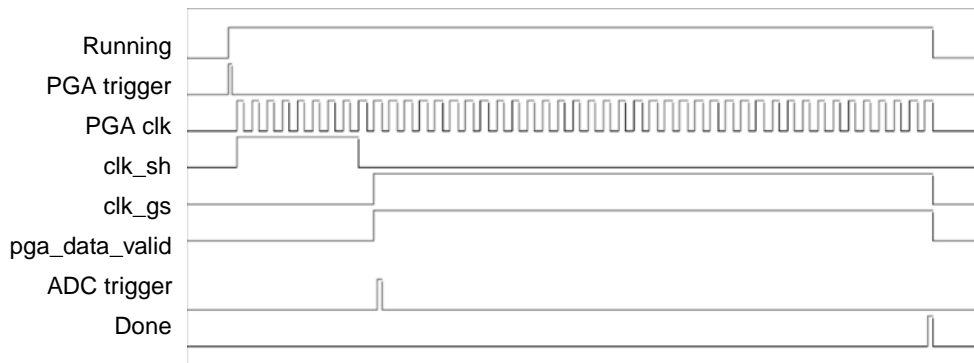 Running
PGA trigger
PGA clk
clk_sh
clk_gs
pga_data_valid
ADC trigger
Done